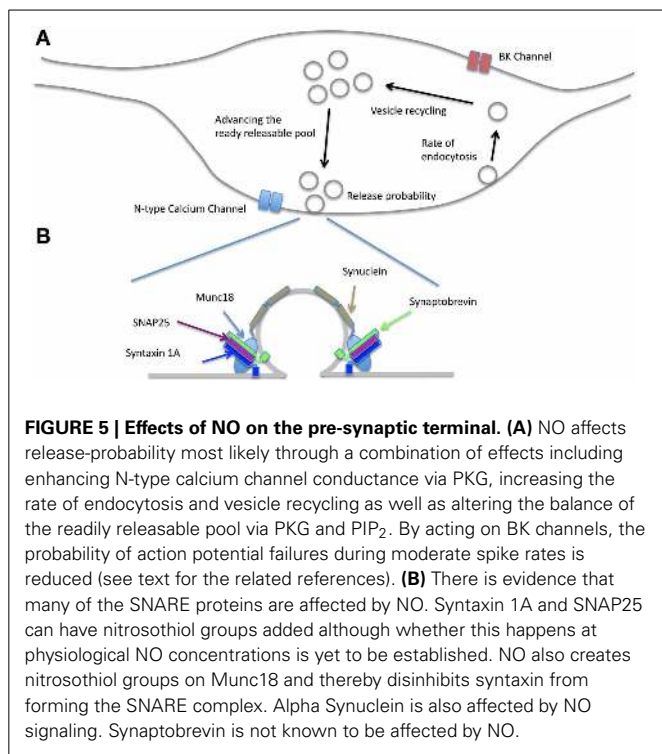 A
BK Channel
Vesicle recycling
Advancing the
ready releasable pool
Rate of
endocytosis
Release probability
N-type Calcium Channel
B
Synuclein
Munc18
Synaptobrevin
SNAP25
Syntaxin 1A
FIGURE 5 | Effects of NO on the pre-synaptic terminal. (A) NO affects
release-probability most likely through a combination of effects including
enhancing N-type calcium channel conductance via PKG, increasing the
rate of endocytosis and vesicle recycling as well as altering the balance of
the readily releasable pool via PKG and PIP₂. By acting on BK channels, the
probability of action potential failures during moderate spike rates is
reduced (see text for the related references). (B) There is evidence that
many of the SNARE proteins are affected by NO. Syntaxin 1A and SNAP25
can have nitrosothiol groups added although whether this happens at
physiological NO concentrations is yet to be established. NO also creates
nitrosothiol groups on Munc18 and thereby disinhibits syntaxin from
forming the SNARE complex. Alpha Synuclein is also affected by NO
signaling. Synaptobrevin is not known to be affected by NO.